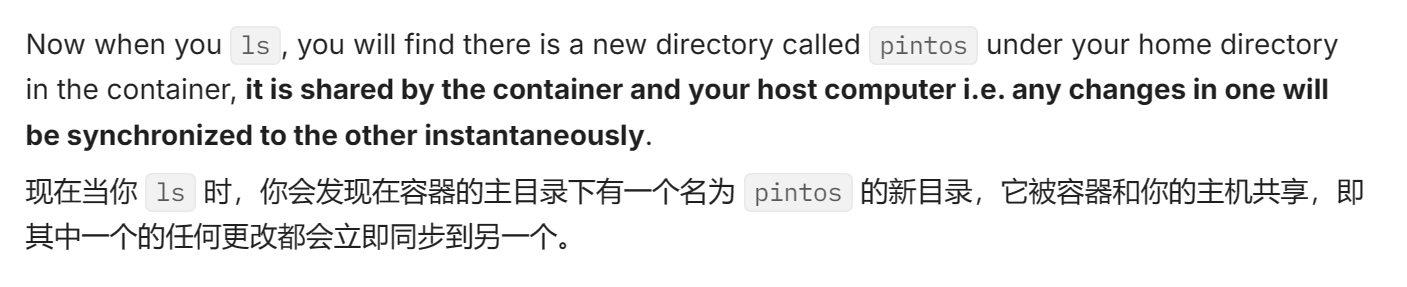 Now when you ls, you will find there is a new directory called pintos under your home directory
in the container, it is shared by the container and your host computer i.e. any changes in one will
be synchronized to the other instantaneously.
现在当你 ls 时，你会发现在容器的主目录下有一个名为 pintos 的新目录，它被容器和你的主机共享，即
其中一个的任何更改都会立即同步到另一个。